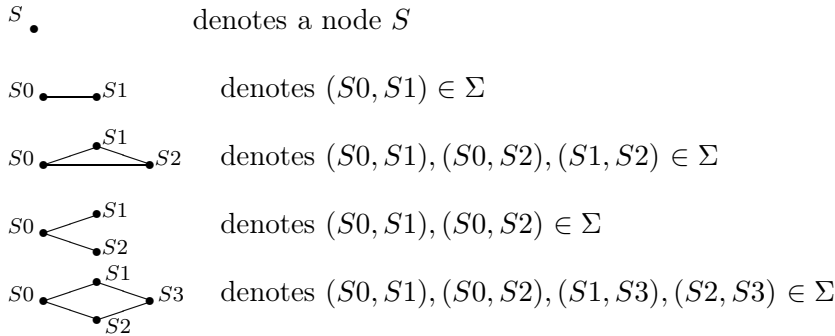 S denotes a node S
S0 S1 denotes (S0, S1) ∈ Σ
S0 S1 S2 denotes (S0, S1), (S0, S2), (S1, S2) ∈ Σ
S0 S1 S2 denotes (S0, S1), (S0, S2) ∈ Σ
S0 S1 S2 S3 denotes (S0, S1), (S0, S2), (S1, S3), (S2, S3) ∈ Σ